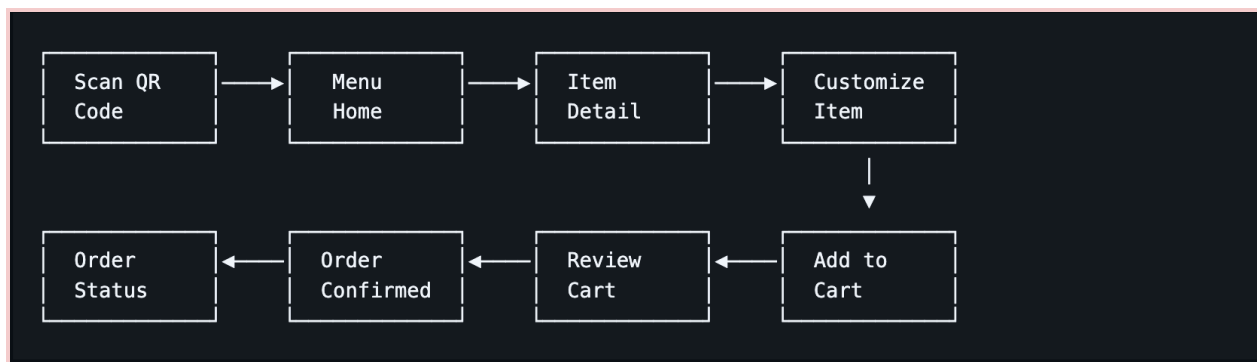 Scan QR
Code
Menu
Home
Item
Detail
Customize
Item
Order
Status
Order
Confirmed
Review
Cart
Add to
Cart